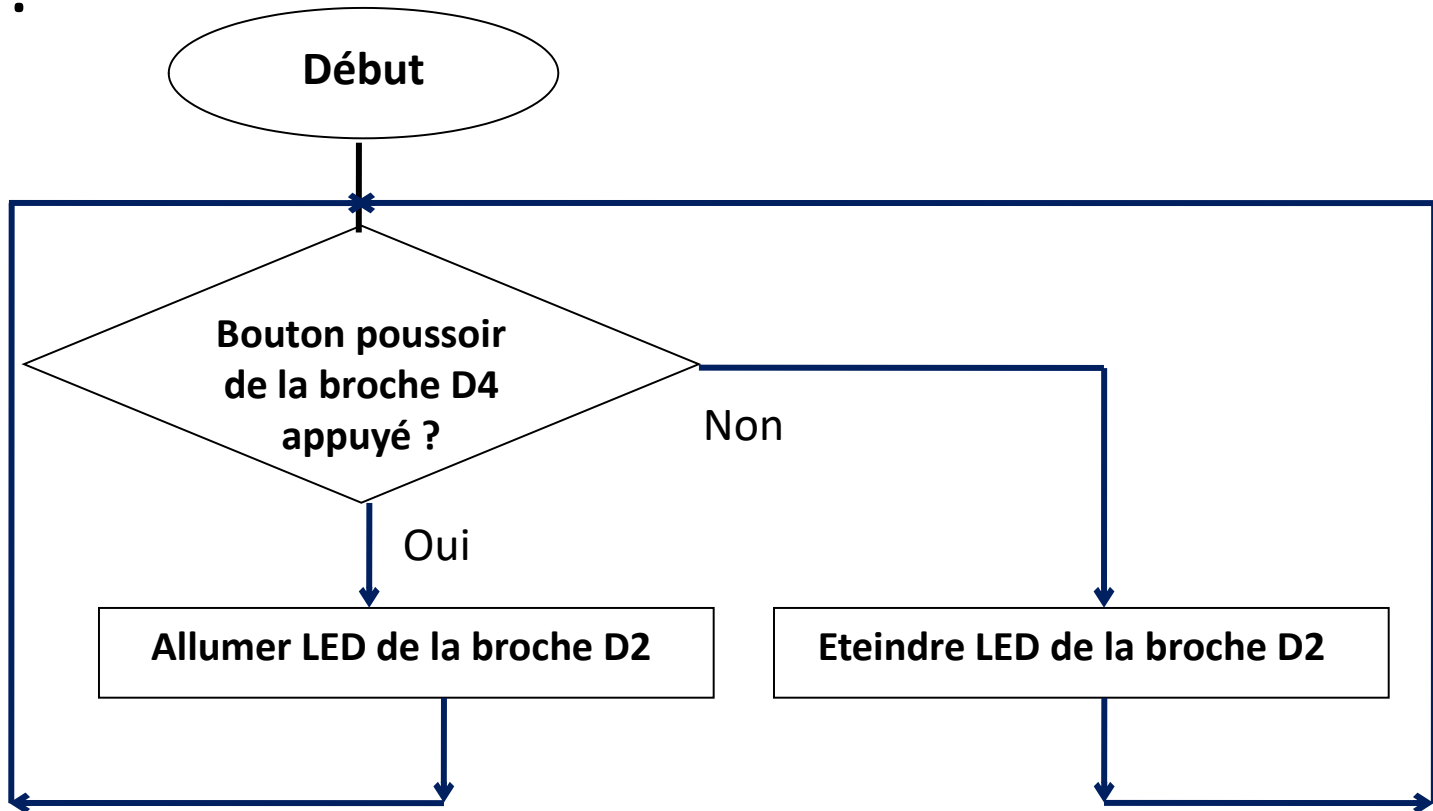 Début
Bouton poussoir
de la broche D4
appuyé ?
Non
Oui
Allumer LED de la broche D2
Eteindre LED de la broche D2